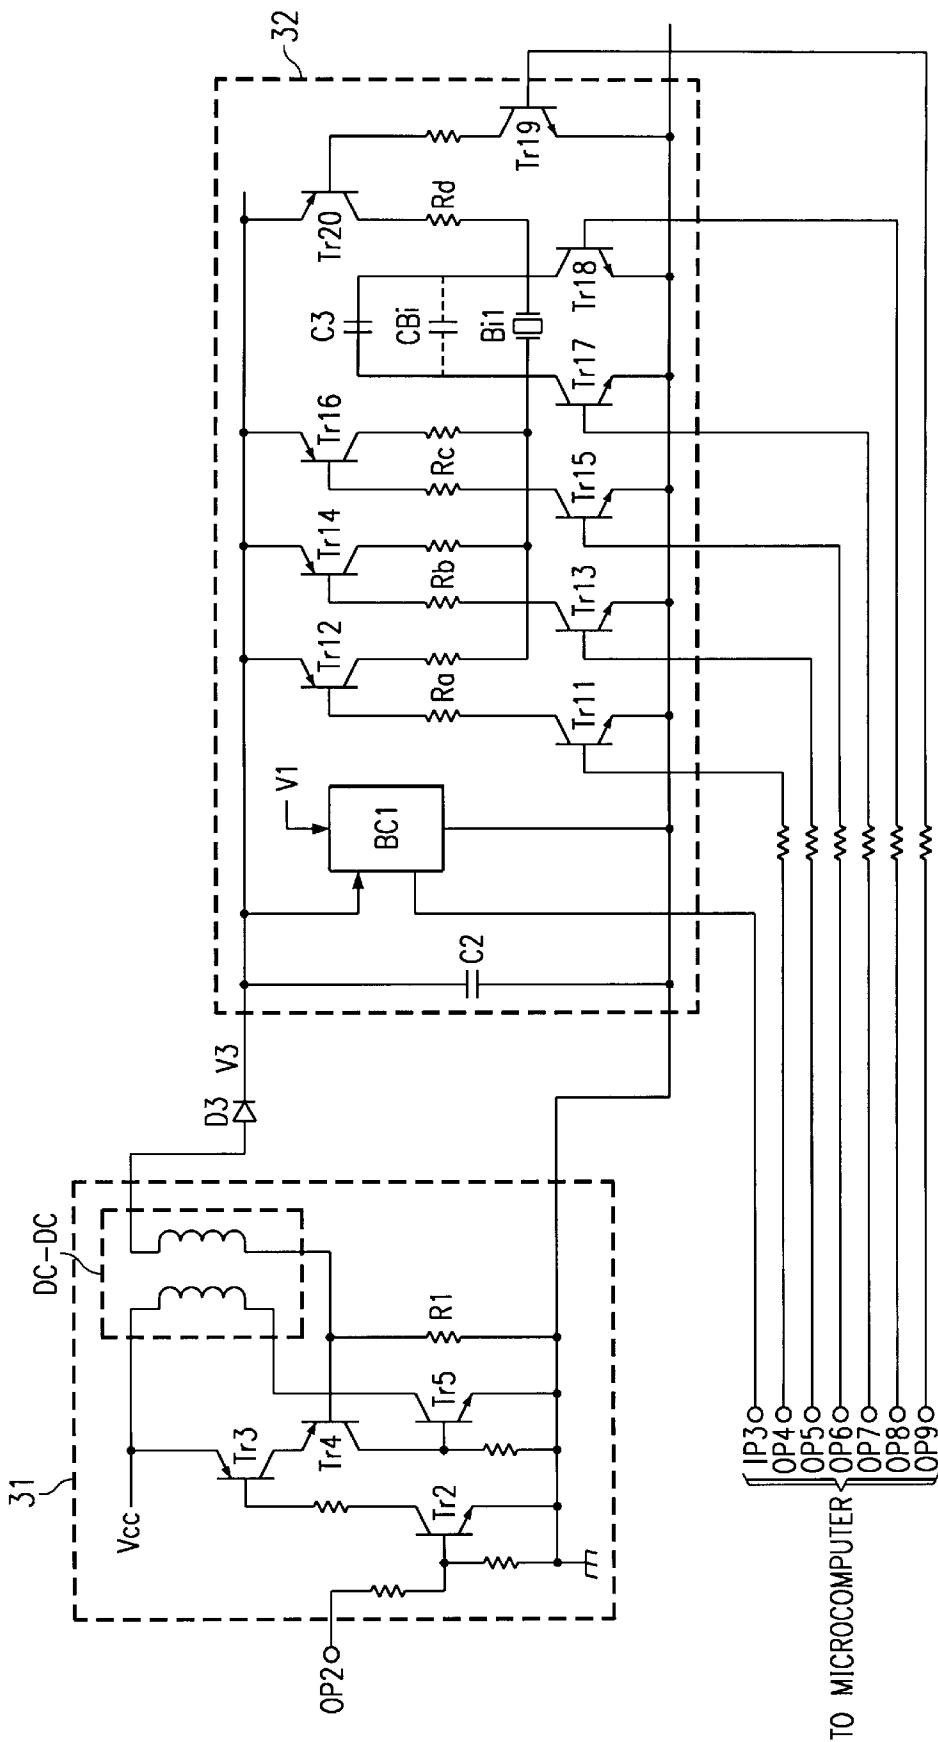 31
DC-DC
Vcc
Tr3
Tr4
Tr5
R1
Tr2
OP2
D3
V3
32
C2
V1
BC1
Tr12
Tr14
Tr16
Tr20
Ra
Rb
Rc
Rd
C3
CBi
Bi1
Tr11
Tr13
Tr15
Tr17
Tr18
Tr19
IP3
OP4
OP5
OP6
OP7
OP8
OP9
TO MICROCOMPUTER